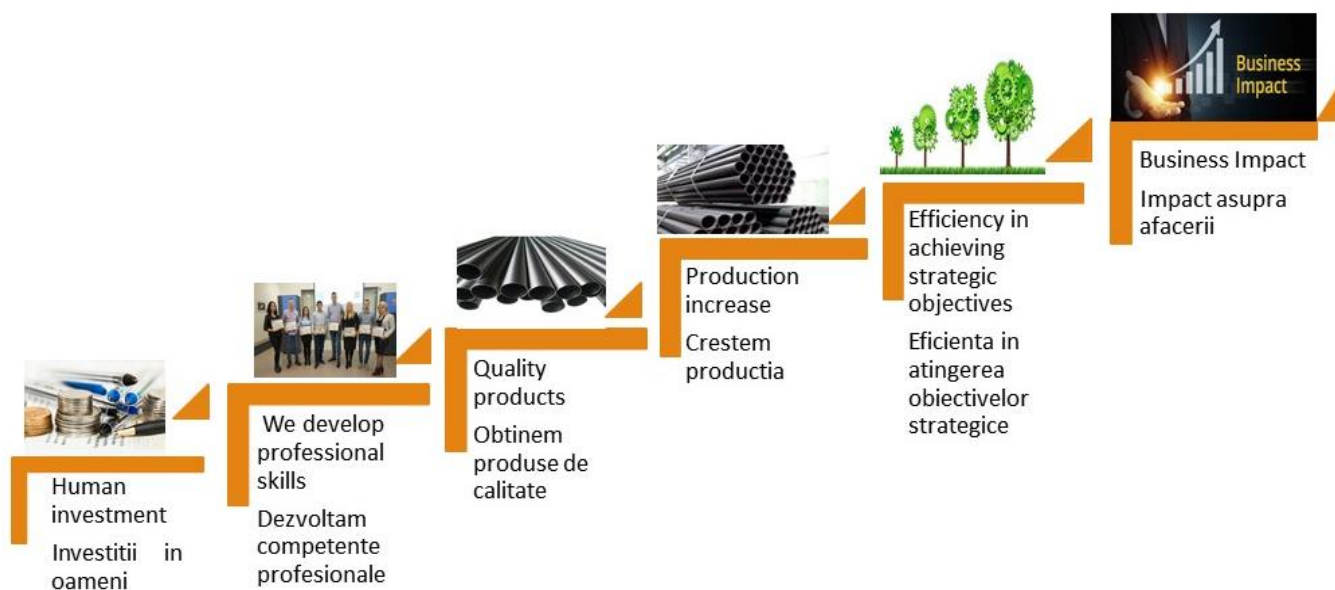 Human
investment
Investitii in
oameni
We develop
professional
skills
Dezvoltam
competente
profesionale
Quality
products
Obtinem
produse de
calitate
Production
increase
Crestem
productia
Efficiency in
achieving
strategic
objectives
Eficienta in
atingerea
obiectivelor
strategice
Business
Impact
Business Impact
Impact asupra
afacerii